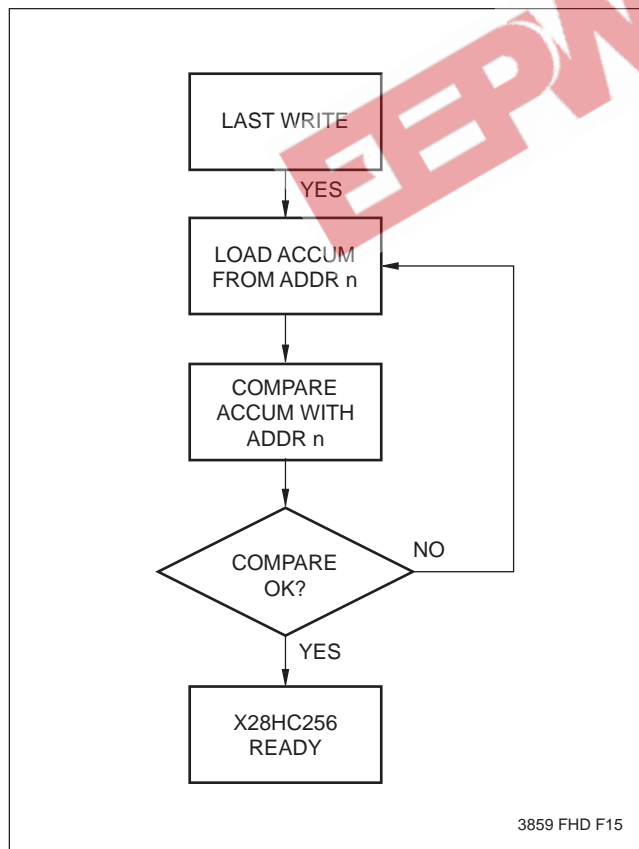 LAST WRITE
YES
LOAD ACCUM
FROM ADDR n
COMPARE
ACCUM WITH
ADDR n
COMPARE
OK?
NO
YES
X28HC256
READY
3859 FHD F15
EEPW